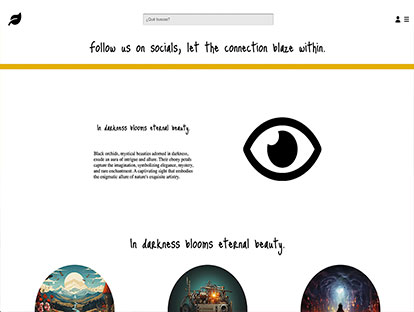 ¿Qué buscas?
Follow us on socials, let the connection blaze within.
In darkness blooms eternal beauty.
Black orchids, mystical beauties adorned in darkness,
exude an aura of intrigue and allure. Their ebony petals
capture the imagination, symbolizing elegance, mystery,
and rare enchantment. A captivating sight that embodies
the enigmatic allure of nature's exquisite artistry.
In darkness blooms eternal beauty.